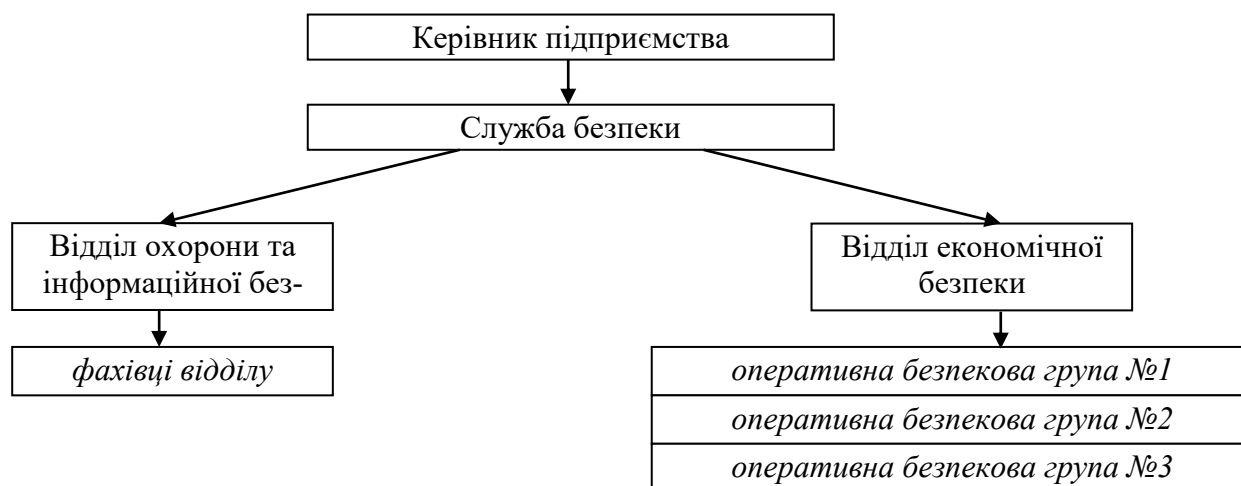 Керівник підприємства
Служба безпеки
Відділ охорони та
інформаційної без-
Відділ економічної
безпеки
фахівці відділу
оперативна безпекова група №1
оперативна безпекова група №2
оперативна безпекова група №3